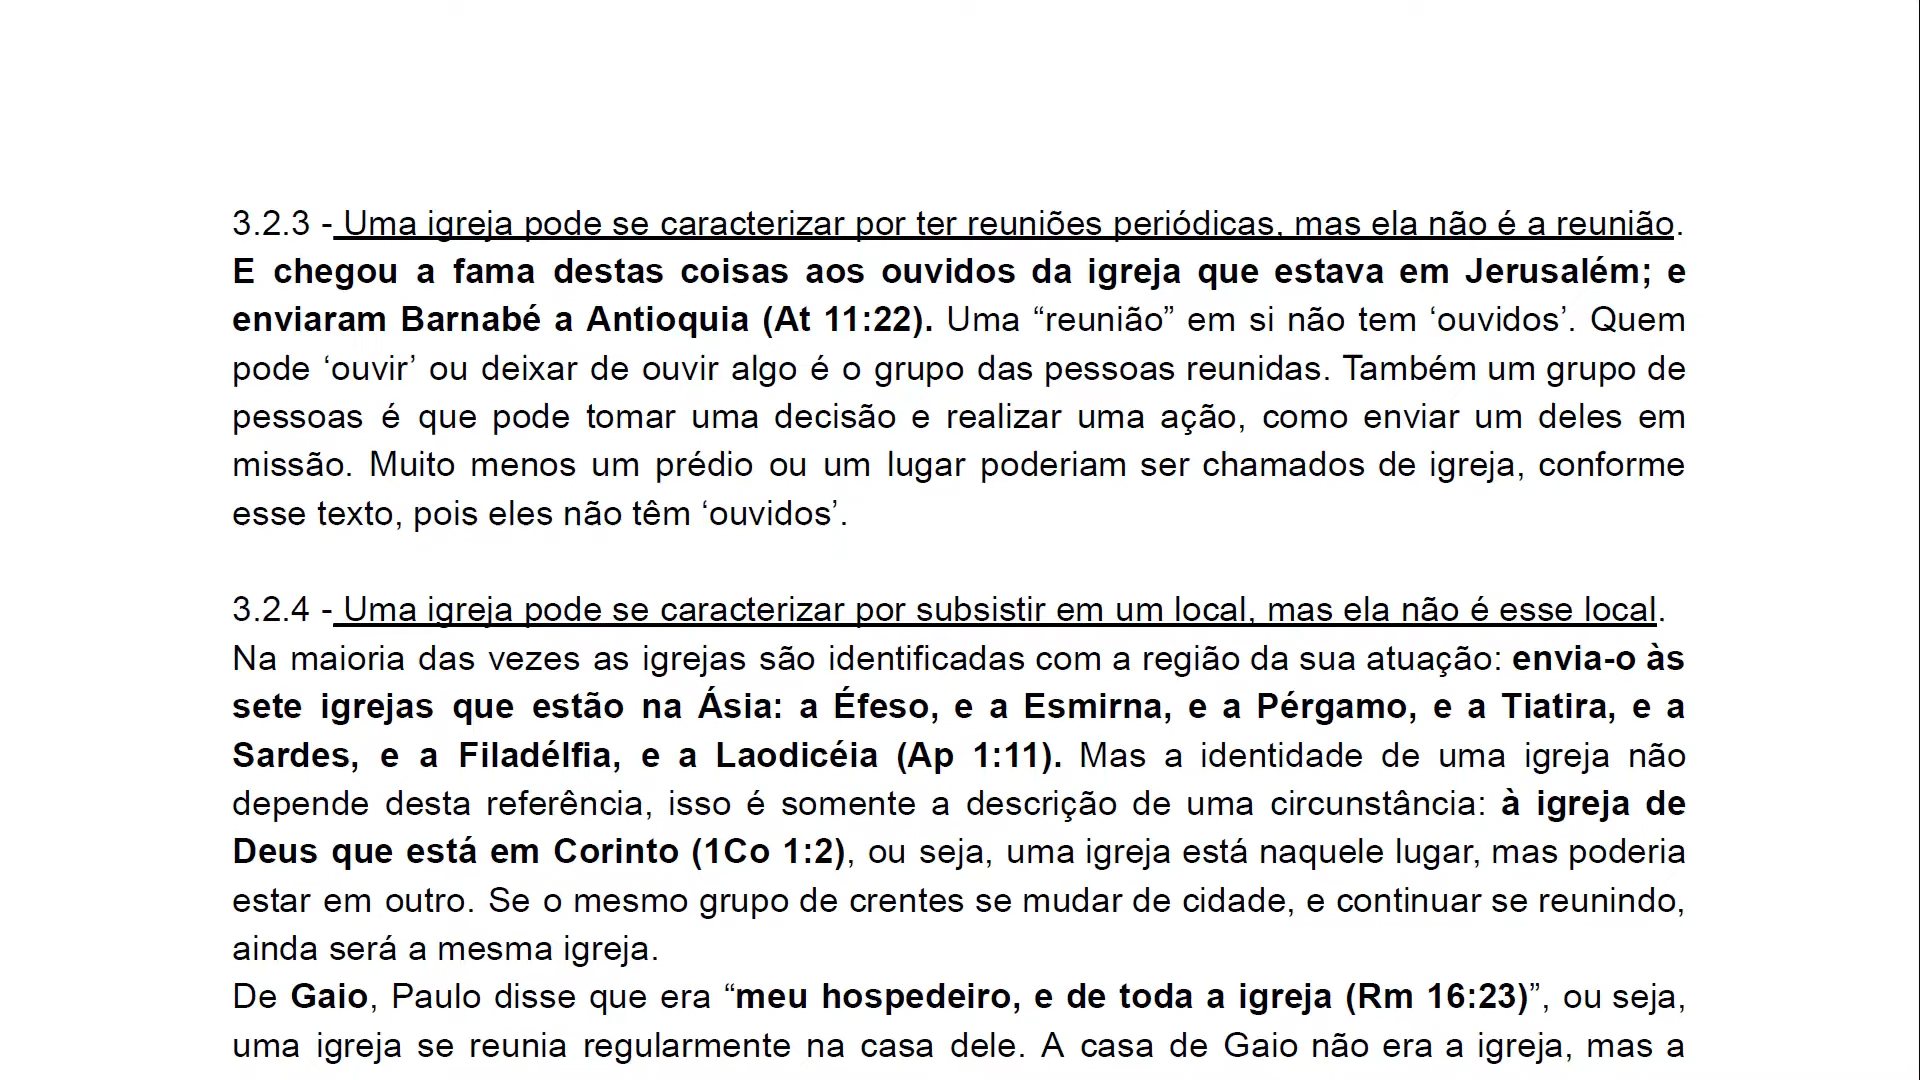 3.2.3 - Uma igreja pode se caracterizar por ter reuniões periódicas, mas ela não é a reunião.
E chegou a fama destas coisas aos ouvidos da igreja que estava em Jerusalém; e
enviaram Barnabé a Antioquia (At 11:22). Uma “reunião” em si não tem ‘ouvidos’. Quem
pode ‘ouvir’ ou deixar de ouvir algo é o grupo das pessoas reunidas. Também um grupo de
pessoas é que pode tomar uma decisão e realizar uma ação, como enviar um deles em
missão. Muito menos um prédio ou um lugar poderiam ser chamados de igreja, conforme
esse texto, pois eles não têm ‘ouvidos’.
3.2.4 - Uma igreja pode se caracterizar por subsistir em um local, mas ela não é esse local.
Na maioria das vezes as igrejas são identificadas com a região da sua atuação: envia-o às
sete igrejas que estão na Ásia: a Éfeso, e a Esmirna, e a Pérgamo, e a Tiatira, e a
Sardes, e a Filadélfia, e a Laodicéia (Ap 1:11). Mas a identidade de uma igreja não
depende desta referência, isso é somente a descrição de uma circunstância: à igreja de
Deus que está em Corinto (1Co 1:2), ou seja, uma igreja está naquele lugar, mas poderia
estar em outro. Se o mesmo grupo de crentes se mudar de cidade, e continuar se reunindo,
ainda será a mesma igreja.
De Gaio, Paulo disse que era “meu hospedeiro, e de toda a igreja (Rm 16:23)”, ou seja,
uma igreja se reunia regularmente na casa dele. A casa de Gaio não era a igreja, mas a